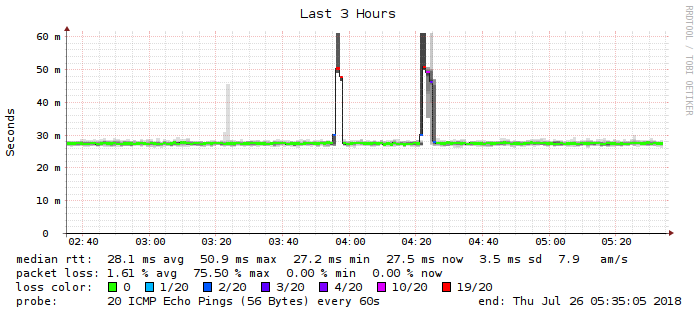 Last 3 Hours
RRDTOOL / TOBI OETIKER
Seconds
60 m
50 m
40 m
30 m
20 m
10 m
0
02:40 03:00 03:20 03:40 04:00 04:20 04:40 05:00 05:20
median rtt: 28.1 ms avg 50.9 ms max 27.2 ms min 27.5 ms now 3.5 ms sd 7.9 am/s
packet loss: 1.61 % avg 75.50 % max 0.00 % min 0.00 % now
loss color: 0 1/20 2/20 3/20 4/20 10/20 19/20
probe: 20 ICMP Echo Pings (56 Bytes) every 60s end: Thu Jul 26 05:35:05 2018